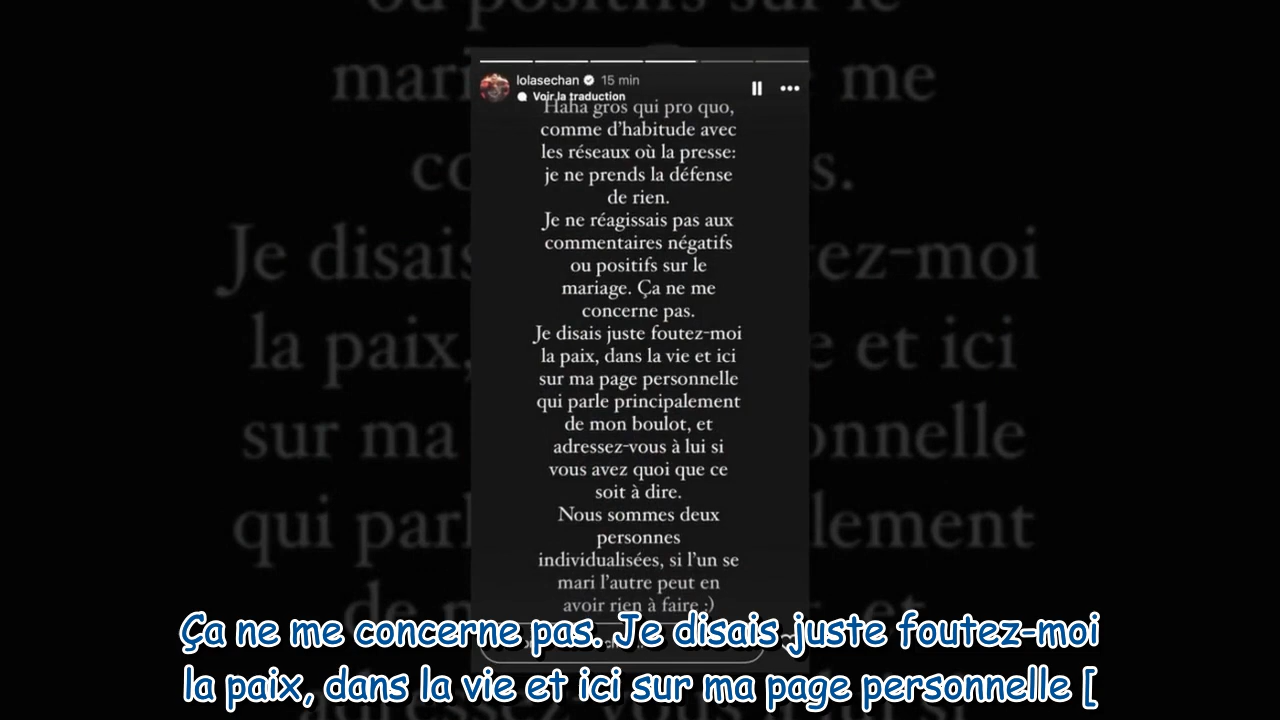 lolasechan 15 min
Voir la traduction
Haha gros qui pro quo,
comme d'habitude avec
les réseaux où la presse:
je ne prends la défense
de rien.
Je ne réagissais pas aux
commentaires négatifs
ou positifs sur le
mariage. Ça ne me
concerne pas.
Je disais juste foutez-moi
la paix, dans la vie et ici
sur ma page personnelle
qui parle principalement
de mon boulot, et
adressez-vous à lui si
vous avez quoi que ce
soit à dire.
Nous sommes deux
personnes
individualisées, si l'un se
mari l'autre peut en
avoir rien à faire :)
Ça ne me concerne pas. Je disais juste foutez-moi
la paix, dans la vie et ici sur ma page personnelle [